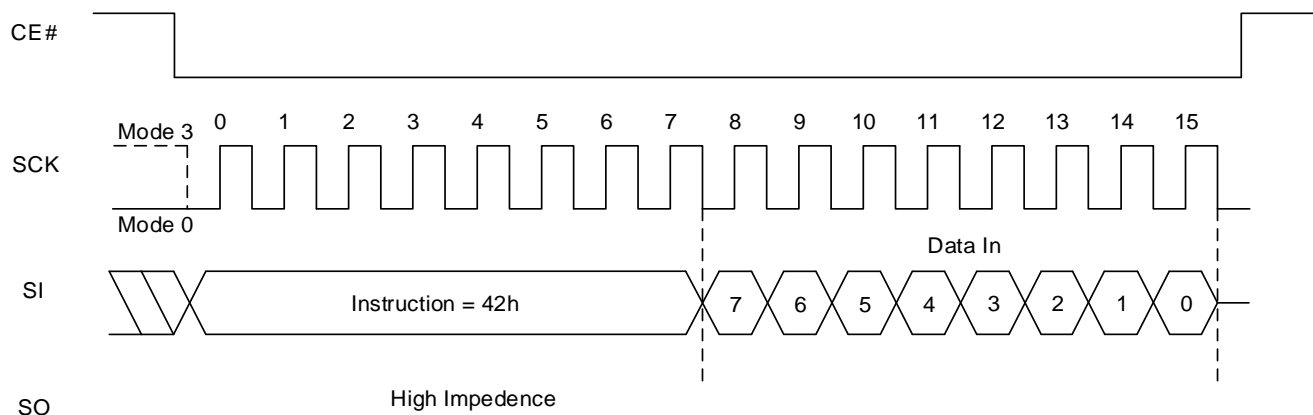 CE#
Mode 3
0 1 2 3 4 5 6 7 8 9 10 11 12 13 14 15
SCK
Mode 0
Data In
SI
Instruction = 42h
7 6 5 4 3 2 1 0
High Impedence
SO